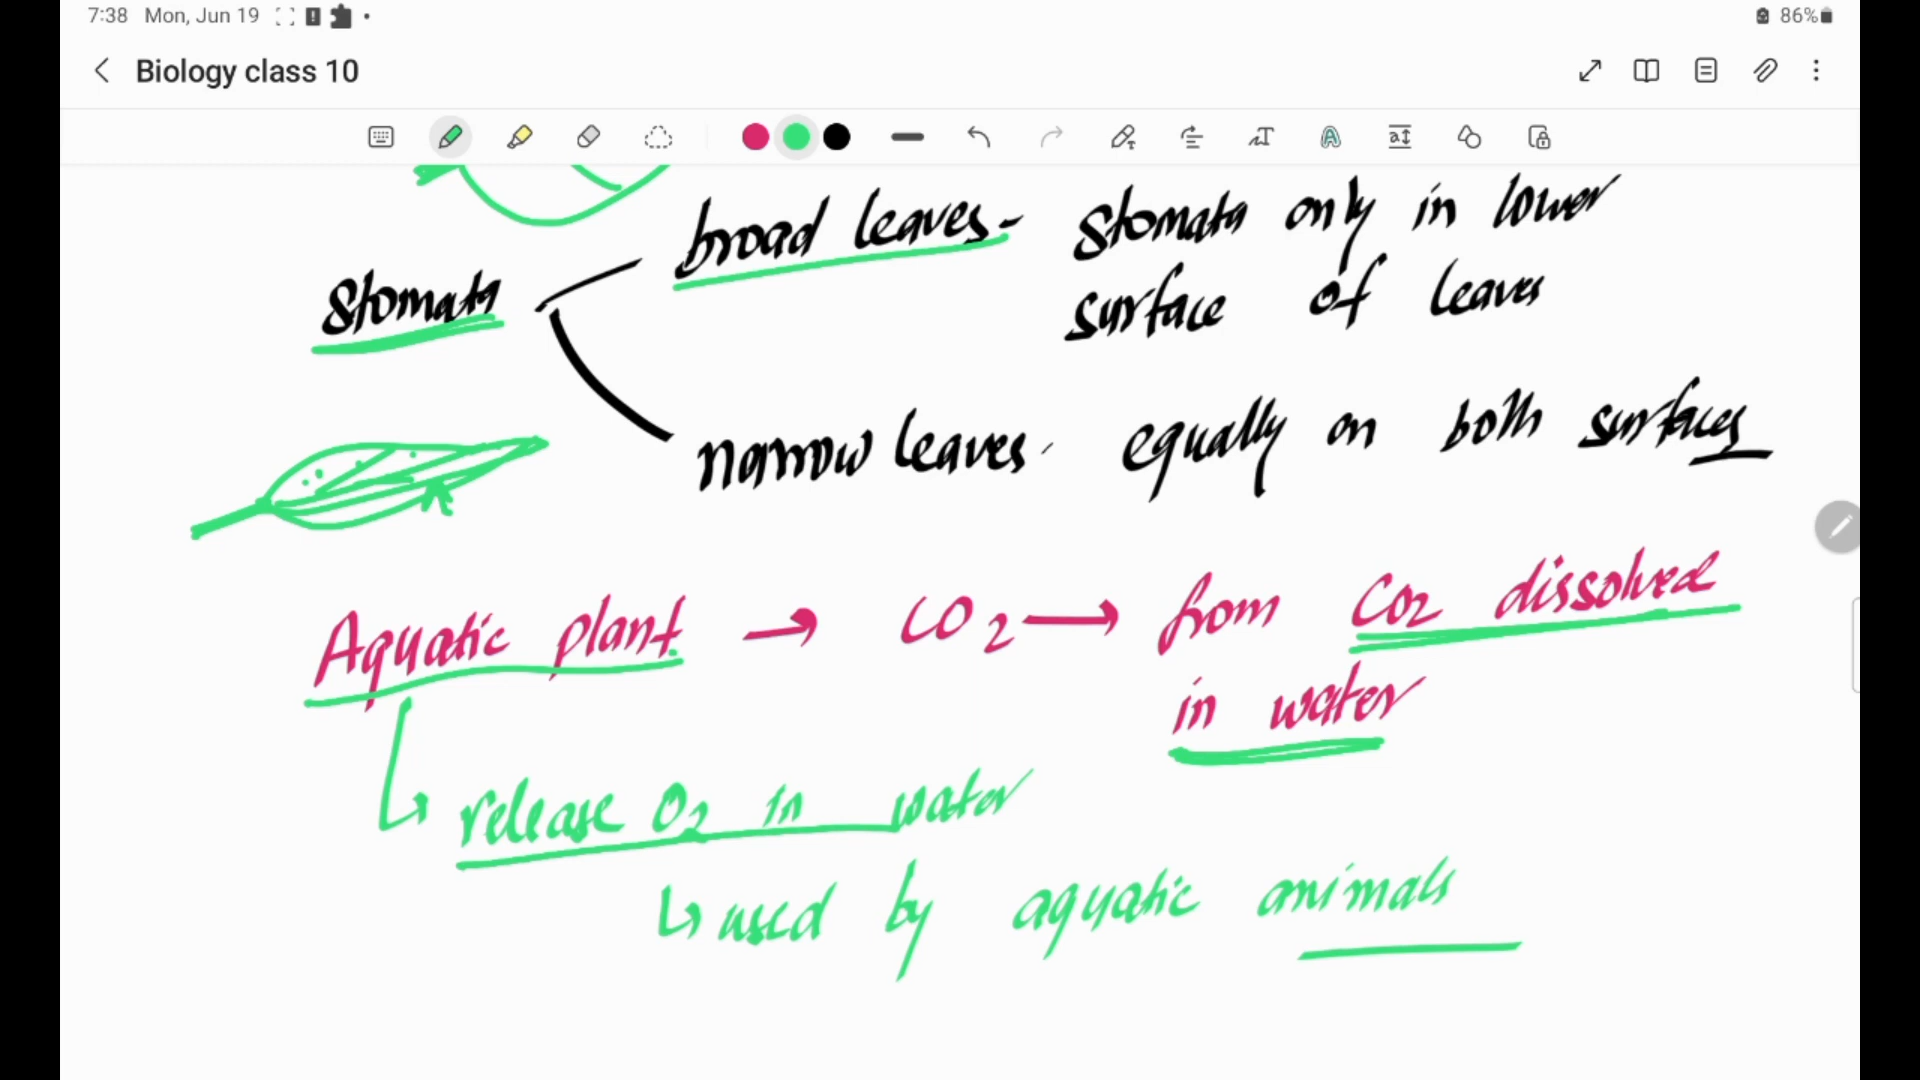 7:38 Mon, Jun 19
86%
Biology class 10
broad leaves - Stomata only in lower
surface of leaves
Stomata
narrow leaves - equally on both surfaces
Aquatic plant → CO2 → from CO2 dissolved
in water
↳ release O2 in water
↳ used by aquatic animals